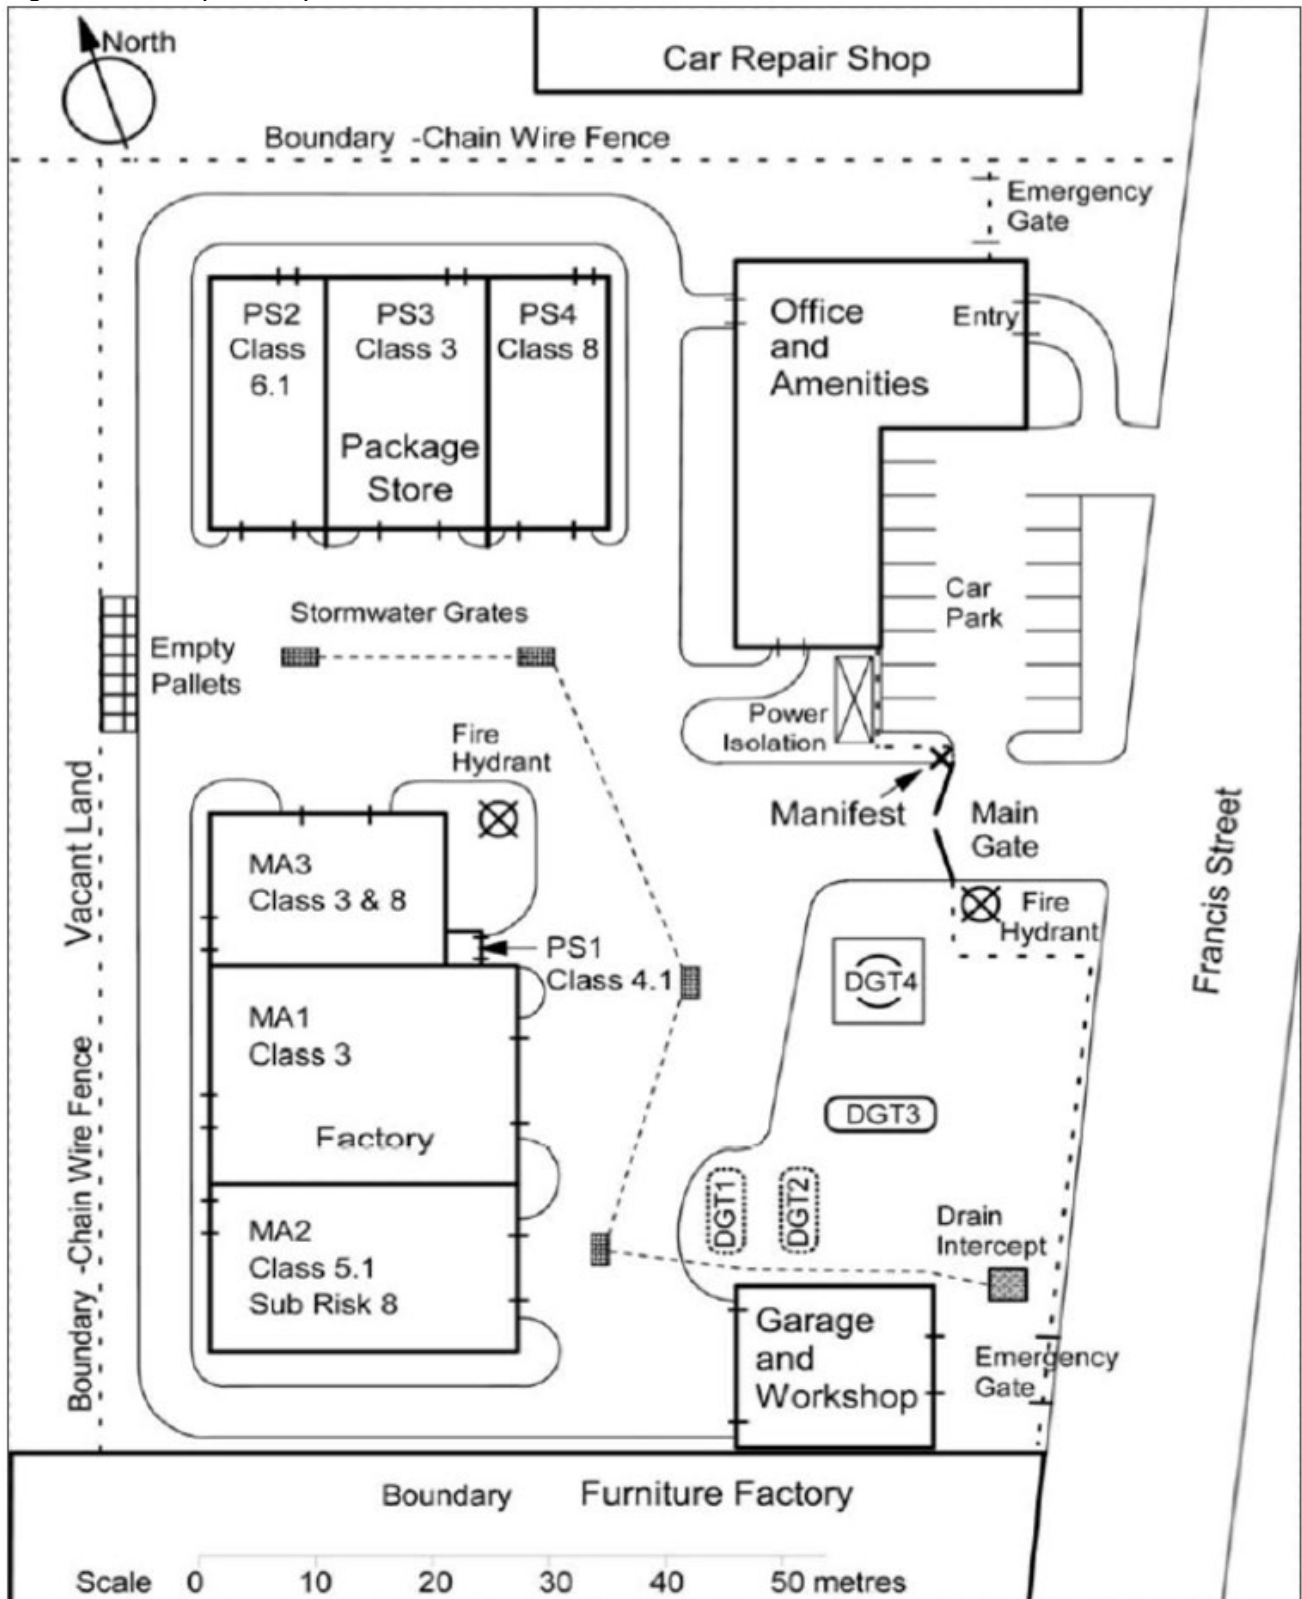 North
Car Repair Shop
Boundary -Chain Wire Fence
Emergency
Gate
PS2
Class
6.1
PS3
Class 3
PS4
Class 8
Package
Store
Office
and
Amenities
Entry
Stormwater Grates
Empty
Pallets
Car
Park
Power
Isolation
Fire
Hydrant
Manifest
Main
Gate
Vacant Land
MA3
Class 3 & 8
Fire
Hydrant
PS1
Class 4.1
DGT4
Francis Street
MA1
Class 3
Factory
DGT3
DGT1
DGT2
Boundary -Chain Wire Fence
MA2
Class 5.1
Sub Risk 8
Drain
Intercept
Garage
and
Workshop
Emergency
Gate
Boundary
Furniture Factory
Scale 0 10 20 30 40 50 metres